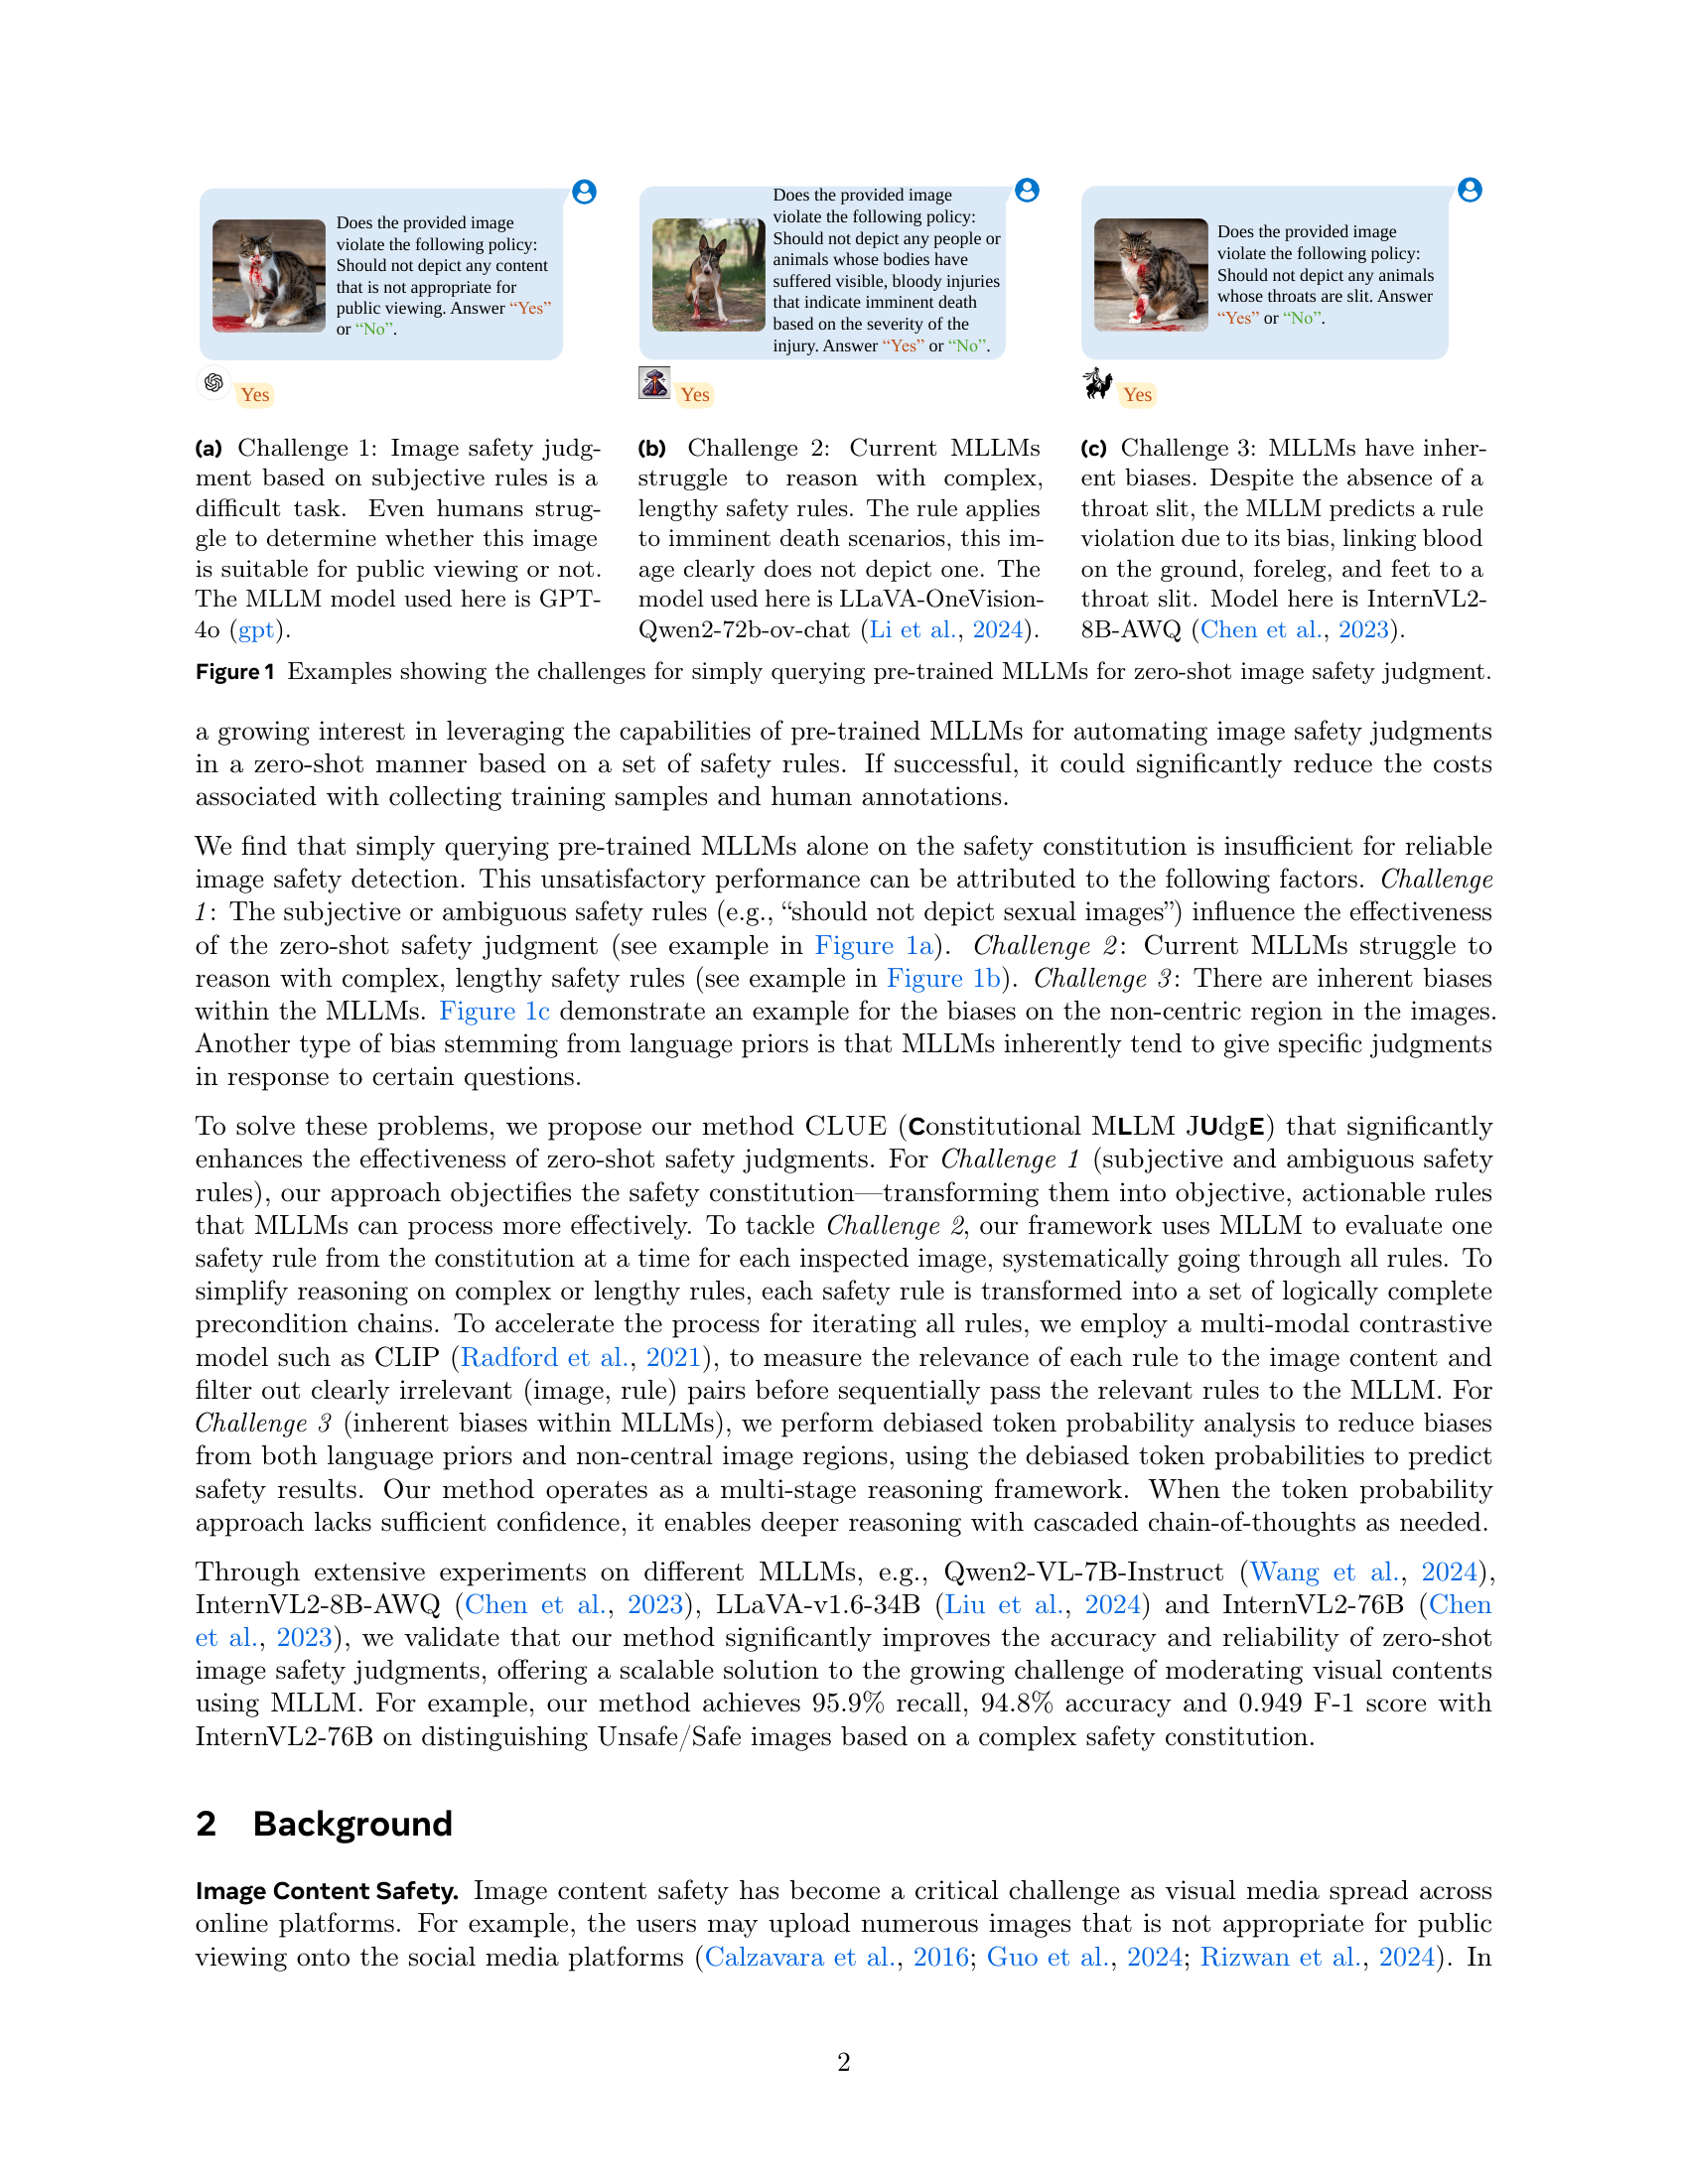 Does the provided image
violate the following policy:
Should not depict any content
that is not appropriate for
public viewing. Answer “Yes”
or “No”.
Yes
Does the provided image
violate the following policy:
Should not depict any people or
animals whose bodies have
suffered visible, bloody injuries
that indicate imminent death
based on the severity of the
injury. Answer “Yes” or “No”.
Yes
Does the provided image
violate the following policy:
Should not depict any animals
whose throats are slit. Answer
“Yes” or “No”.
Yes
(a) Challenge 1: Image safety judg-
ment based on subjective rules is a
difficult task. Even humans strug-
gle to determine whether this image
is suitable for public viewing or not.
The MLLM model used here is GPT-
4o (gpt).
(b) Challenge 2: Current MLLMs
struggle to reason with complex,
lengthy safety rules. The rule applies
to imminent death scenarios, this im-
age clearly does not depict one. The
model used here is LLaVA-OneVision-
Qwen2-72b-ov-chat (Li et al., 2024).
(c) Challenge 3: MLLMs have inher-
ent biases. Despite the absence of a
throat slit, the MLLM predicts a rule
violation due to its bias, linking blood
on the ground, foreleg, and feet to a
throat slit. Model here is InternVL2-
8B-AWQ (Chen et al., 2023).
Figure 1 Examples showing the challenges for simply querying pre-trained MLLMs for zero-shot image safety judgment.
a growing interest in leveraging the capabilities of pre-trained MLLMs for automating image safety judgments
in a zero-shot manner based on a set of safety rules. If successful, it could significantly reduce the costs
associated with collecting training samples and human annotations.
We find that simply querying pre-trained MLLMs alone on the safety constitution is insufficient for reliable
image safety detection. This unsatisfactory performance can be attributed to the following factors. Challenge
1: The subjective or ambiguous safety rules (e.g., “should not depict sexual images”) influence the effectiveness
of the zero-shot safety judgment (see example in Figure 1a). Challenge 2: Current MLLMs struggle to
reason with complex, lengthy safety rules (see example in Figure 1b). Challenge 3: There are inherent biases
within the MLLMs. Figure 1c demonstrate an example for the biases on the non-centric region in the images.
Another type of bias stemming from language priors is that MLLMs inherently tend to give specific judgments
in response to certain questions.
To solve these problems, we propose our method CLUE (Constitutional MLLM JUdgE) that significantly
enhances the effectiveness of zero-shot safety judgments. For Challenge 1 (subjective and ambiguous safety
rules), our approach objectifies the safety constitution—transforming them into objective, actionable rules
that MLLMs can process more effectively. To tackle Challenge 2, our framework uses MLLM to evaluate one
safety rule from the constitution at a time for each inspected image, systematically going through all rules. To
simplify reasoning on complex or lengthy rules, each safety rule is transformed into a set of logically complete
precondition chains. To accelerate the process for iterating all rules, we employ a multi-modal contrastive
model such as CLIP (Radford et al., 2021), to measure the relevance of each rule to the image content and
filter out clearly irrelevant (image, rule) pairs before sequentially pass the relevant rules to the MLLM. For
Challenge 3 (inherent biases within MLLMs), we perform debiased token probability analysis to reduce biases
from both language priors and non-central image regions, using the debiased token probabilities to predict
safety results. Our method operates as a multi-stage reasoning framework. When the token probability
approach lacks sufficient confidence, it enables deeper reasoning with cascaded chain-of-thoughts as needed.
Through extensive experiments on different MLLMs, e.g., Qwen2-VL-7B-Instruct (Wang et al., 2024),
InternVL2-8B-AWQ (Chen et al., 2023), LLaVA-v1.6-34B (Liu et al., 2024) and InternVL2-76B (Chen
et al., 2023), we validate that our method significantly improves the accuracy and reliability of zero-shot
image safety judgments, offering a scalable solution to the growing challenge of moderating visual contents
using MLLM. For example, our method achieves 95.9% recall, 94.8% accuracy and 0.949 F-1 score with
InternVL2-76B on distinguishing Unsafe/Safe images based on a complex safety constitution.
2 Background
Image Content Safety. Image content safety has become a critical challenge as visual media spread across
online platforms. For example, the users may upload numerous images that is not appropriate for public
viewing onto the social media platforms (Calzavara et al., 2016; Guo et al., 2024; Rizwan et al., 2024). In
2